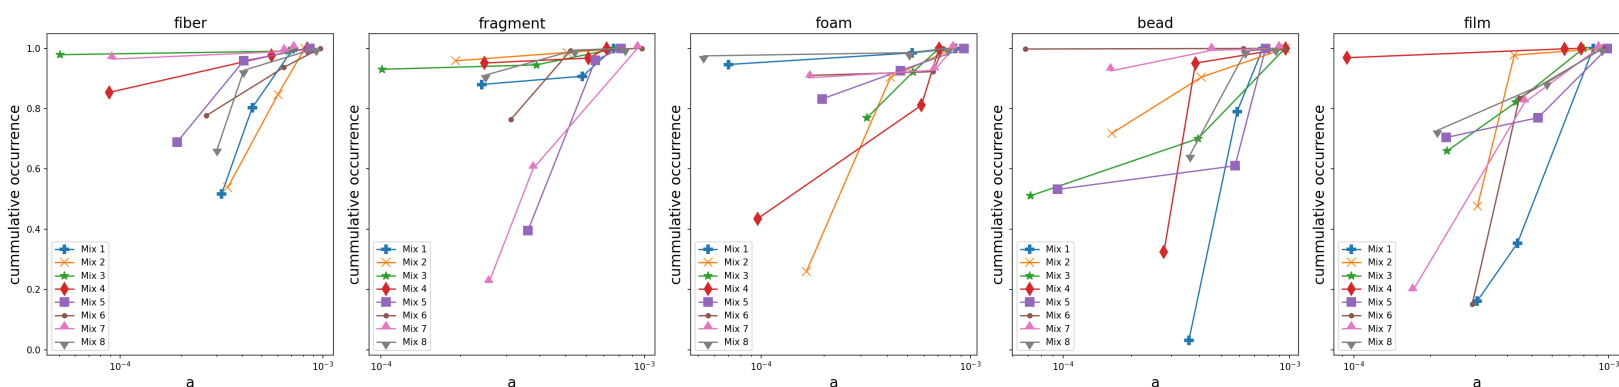 fiber
cummulative occurrence
1.0
0.8
0.6
0.4
0.2
0.0
Mix 1
Mix 2
Mix 3
Mix 4
Mix 5
Mix 6
Mix 7
Mix 8
10⁻⁴
10⁻³
a
fragment
cummulative occurrence
Mix 1
Mix 2
Mix 3
Mix 4
Mix 5
Mix 6
Mix 7
Mix 8
10⁻⁴
10⁻³
a
foam
cummulative occurrence
Mix 1
Mix 2
Mix 3
Mix 4
Mix 5
Mix 6
Mix 7
Mix 8
10⁻⁴
10⁻³
a
bead
cummulative occurrence
Mix 1
Mix 2
Mix 3
Mix 4
Mix 5
Mix 6
Mix 7
Mix 8
10⁻⁴
10⁻³
a
film
cummulative occurrence
Mix 1
Mix 2
Mix 3
Mix 4
Mix 5
Mix 6
Mix 7
Mix 8
10⁻⁴
10⁻³
a